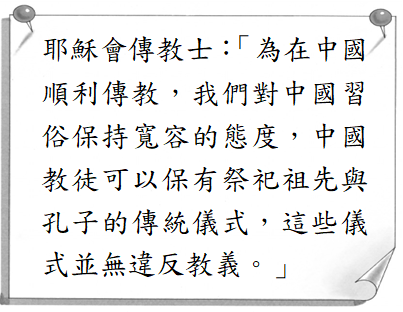 耶穌會傳教士：「為在中國
順利傳教，我們對中國習
俗保持寬容的態度，中國
教徒可以保有祭祀祖先與
孔子的傳統儀式，這些儀
式並無違反教義。」